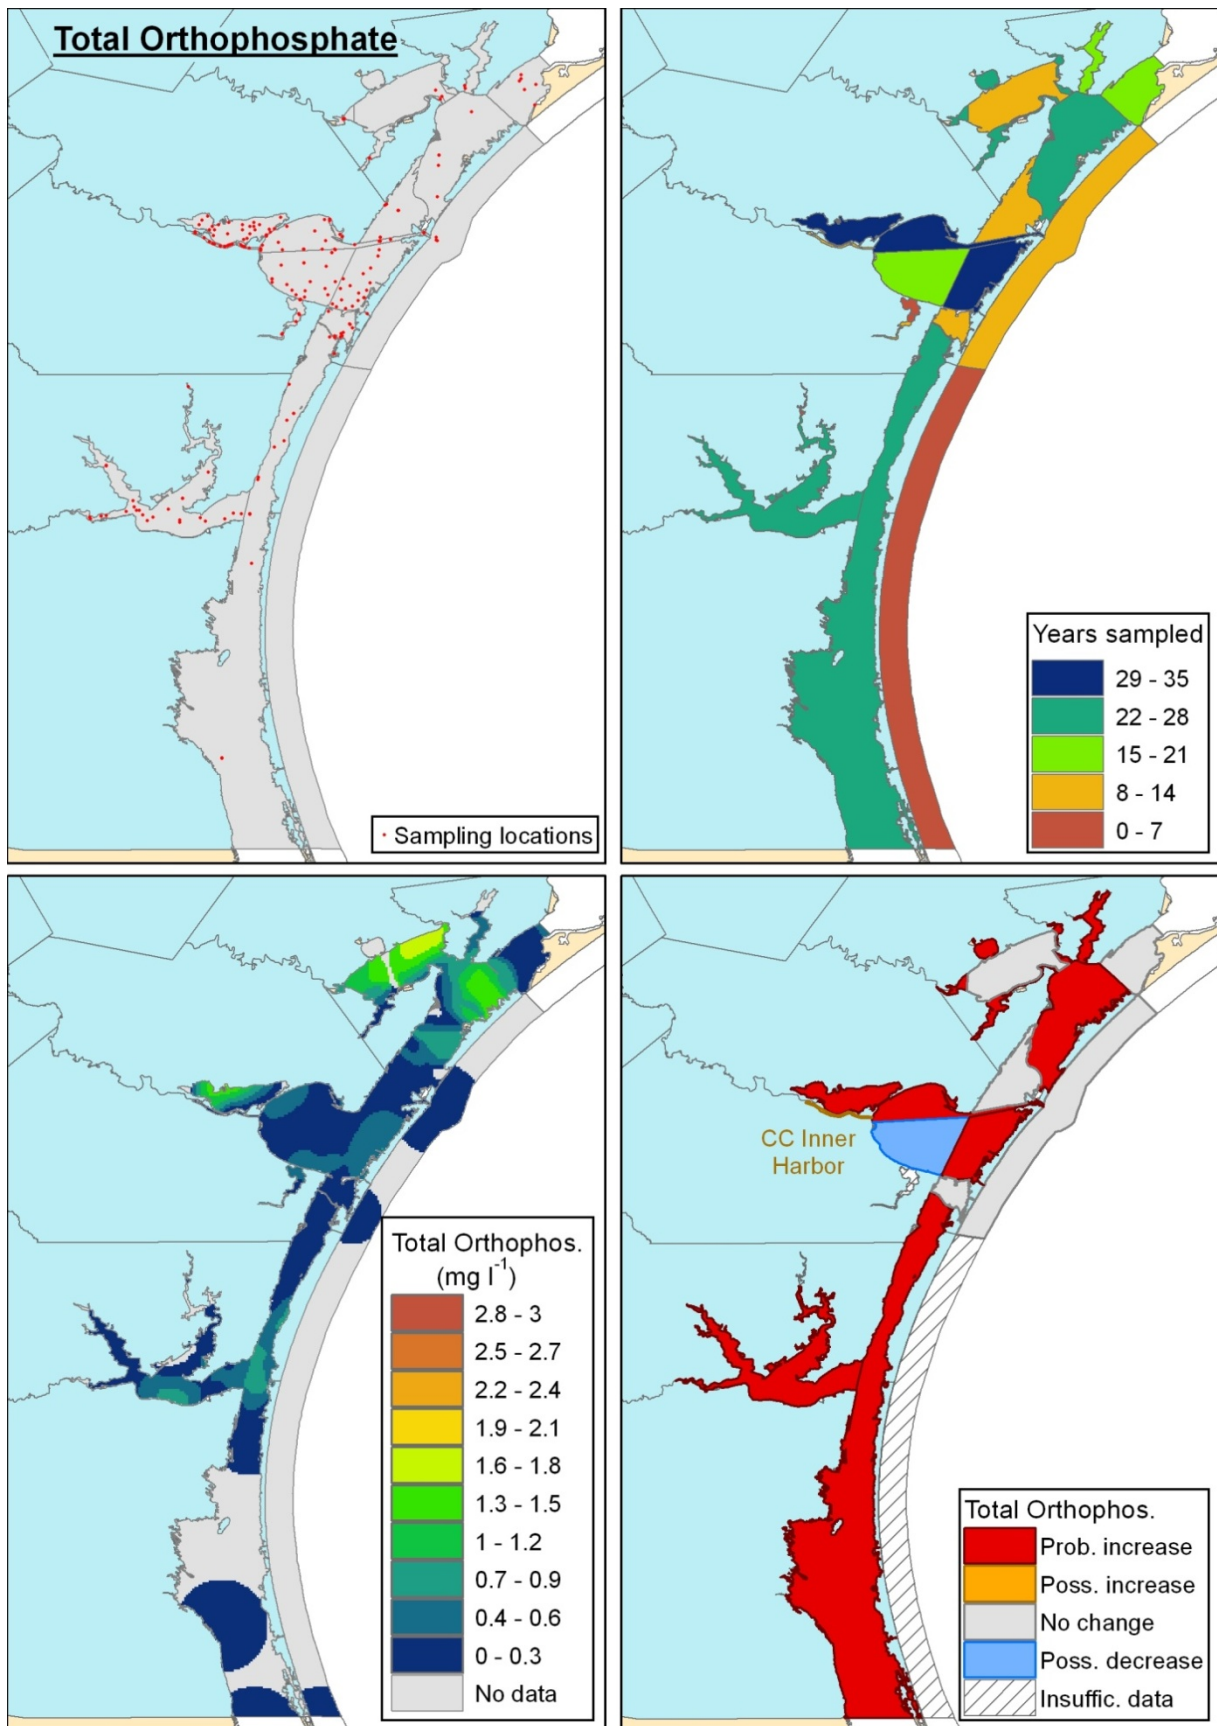 Total Orthophosphate
Sampling locations
Years sampled
29 - 35
22 - 28
15 - 21
8 - 14
0 - 7
Total Orthophos.
(mg l⁻¹)
2.8 - 3
2.5 - 2.7
2.2 - 2.4
1.9 - 2.1
1.6 - 1.8
1.3 - 1.5
1 - 1.2
0.7 - 0.9
0.4 - 0.6
0 - 0.3
No data
CC Inner
Harbor
Total Orthophos.
Prob. increase
Poss. increase
No change
Poss. decrease
Insuffic. data